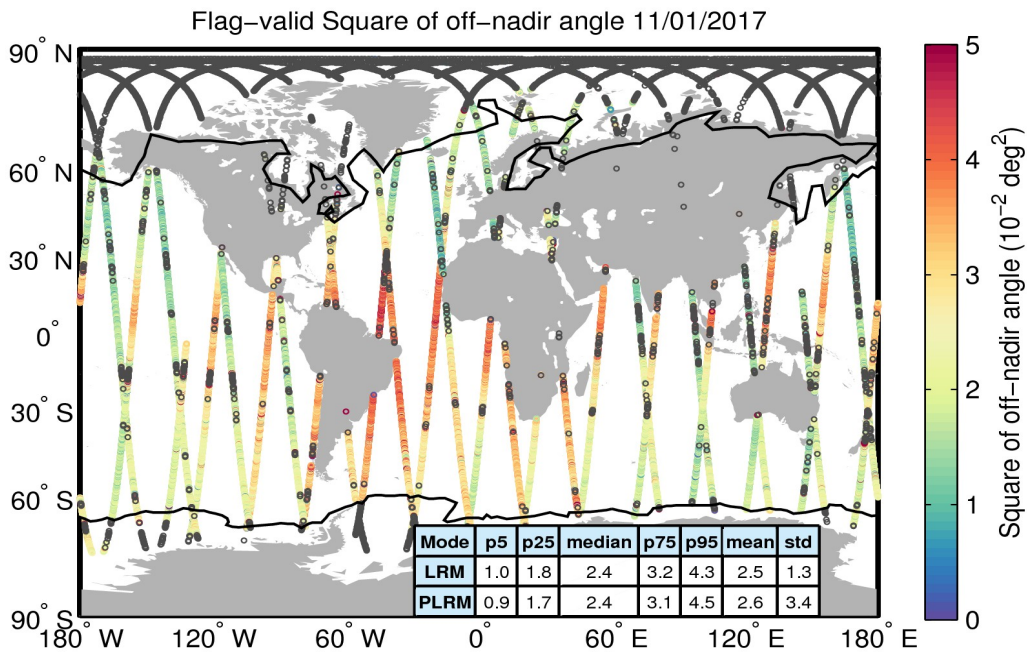 Flag−valid Square of off−nadir angle 11/01/2017
90° N
60° N
30° N
0°
30° S
60° S
90° S
180° W
120° W
60° W
0°
60° E
120° E
180° E
Mode p5 p25 median p75 p95 mean std
LRM 1.0 1.8 2.4 3.2 4.3 2.5 1.3
PLRM 0.9 1.7 2.4 3.1 4.5 2.6 3.4
5
4
3
2
1
0
Square of off−nadir angle (10⁻² deg²)